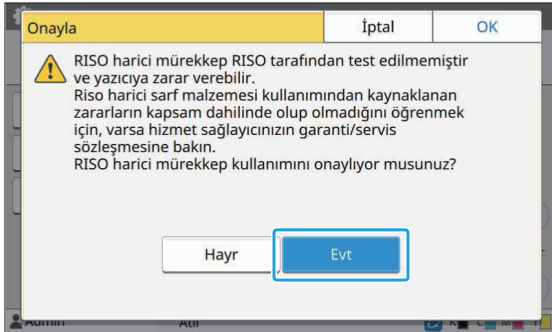 Onayla
İptal
OK
RISO harici mürekkep RISO tarafından test edilmemiştir
ve yazıcıya zarar verebilir.
Riso harici sarf malzemesi kullanımından kaynaklanan
zararların kapsam dahilinde olup olmadığını öğrenmek
için, varsa hizmet sağlayıcınızın garanti/servis
sözleşmesine bakın.
RISO harici mürekkep kullanımını onaylıyor musunuz?
Hayr
Evt
Admin
K C M Y